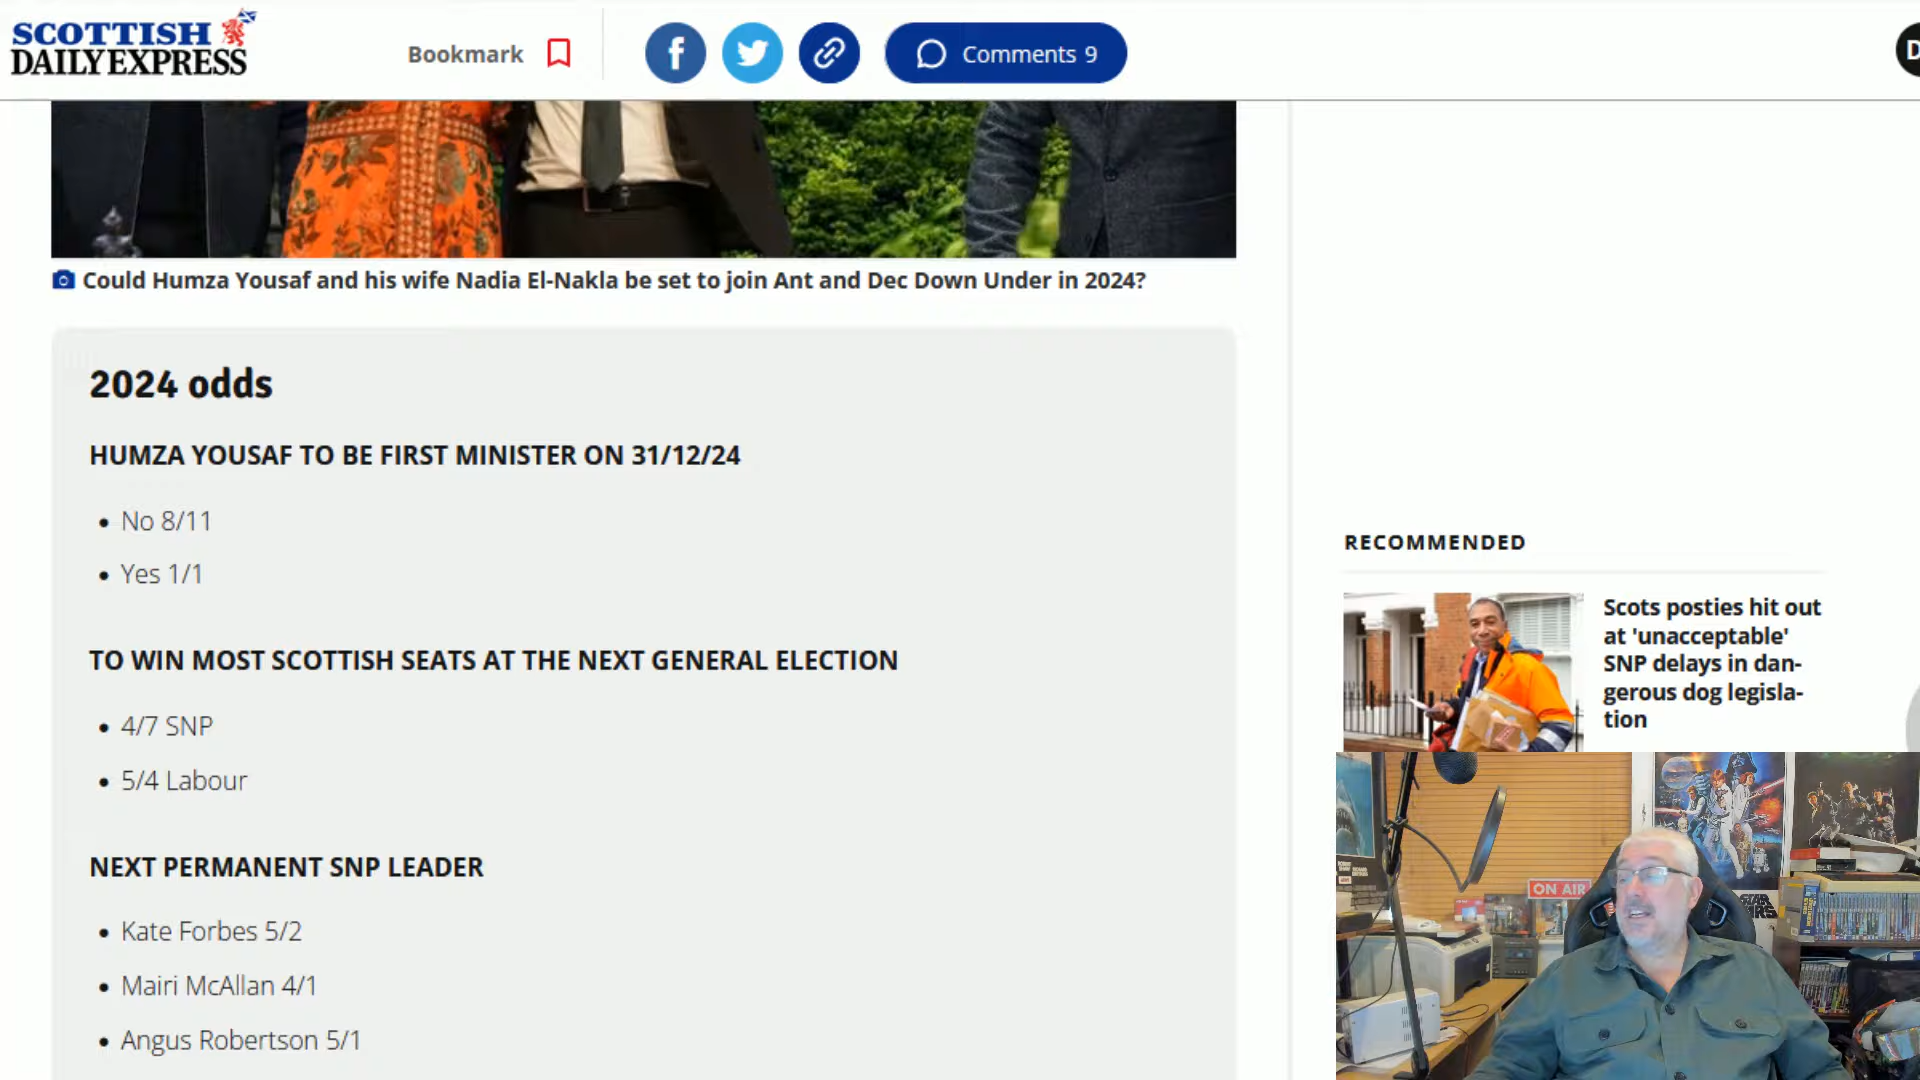 SCOTTISH
DAILY EXPRESS
Bookmark
Comments 9
D
Could Humza Yousaf and his wife Nadia El-Nakla be set to join Ant and Dec Down Under in 2024?
2024 odds
HUMZA YOUSAF TO BE FIRST MINISTER ON 31/12/24
• No 8/11
• Yes 1/1
TO WIN MOST SCOTTISH SEATS AT THE NEXT GENERAL ELECTION
• 4/7 SNP
• 5/4 Labour
NEXT PERMANENT SNP LEADER
• Kate Forbes 5/2
• Mairi McAllan 4/1
• Angus Robertson 5/1
RECOMMENDED
Scots posties hit out
at 'unacceptable'
SNP delays in dan-
gerous dog legisla-
tion
ON AIR
STAR
WARS